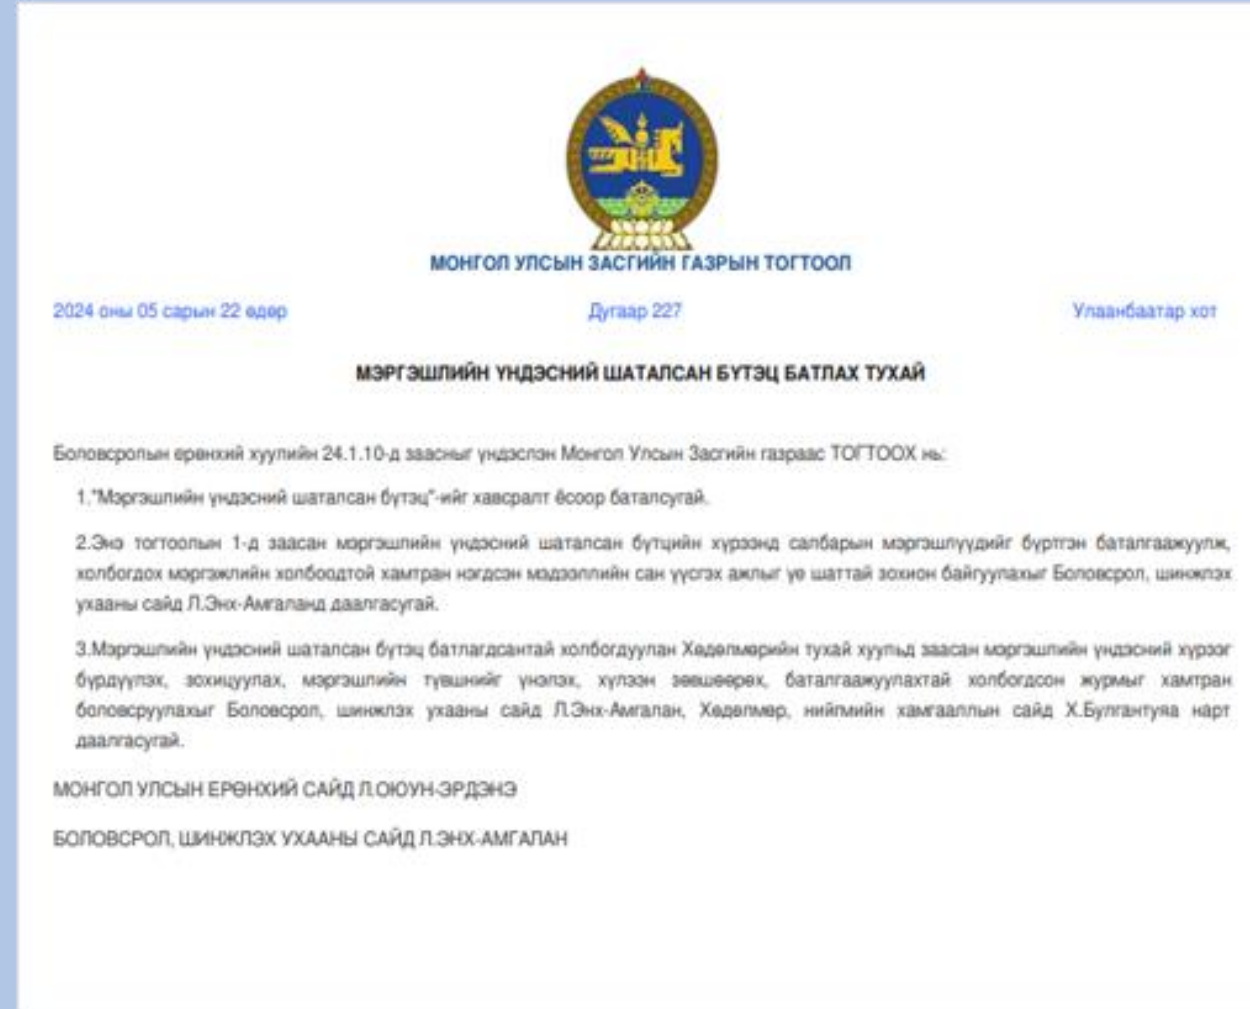 МОНГОЛ УЛСЫН ЗАСГИЙН ГАЗРЫН ТОГТООЛ
2024 оны 05 сарын 22 өдөр Дугаар 227 Улаанбаатар хот
МЭРГЭШЛИЙН ҮНДЭСНИЙ ШАТАЛСАН БҮТЭЦ БАТЛАХ ТУХАЙ
Боловсролын ерөнхий хуулийн 24.1.10-д заасныг үндэслэн Монгол Улсын Засгийн газраас ТОГТООХ нь:
1."Мэргэшлийн үндэсний шаталсан бүтэц"-ийг хавсралт ёсоор баталсугай.
2.Энэ тогтоолын 1-д заасан мэргэшлийн үндэсний шаталсан бүтцийн хүрээнд салбарын мэргэшлүүдийг бүртгэн баталгаажуулж,
холбогдох мэргэжлийн холбоодтой хамтран нэгдсэн мэдээллийн сан үүсгэх ажлыг үе шаттай зохион байгуулахыг Боловсрол, шинжлэх
ухааны сайд Л.Энх-Амгаланд даалгасугай.
3.Мэргэшлийн үндэсний шаталсан бүтэц батлагдсантай холбогдуулан Хөдөлмөрийн тухай хуульд заасан мэргэшлийн үндэсний хүрээг
бүрдүүлэх, зохицуулах, мэргэшлийн түвшнийг үнэлэх, хүлээн зөвшөөрөх, баталгаажуулахтай холбогдсон журмыг хамтран
боловсруулахыг Боловсрол, шинжлэх ухааны сайд Л.Энх-Амгалан, Хөдөлмөр, нийгмийн хамгааллын сайд Х.Булгантуяа нарт
даалгасугай.
МОНГОЛ УЛСЫН ЕРӨНХИЙ САЙД Л.ОЮУН-ЭРДЭНЭ
БОЛОВСРОЛ, ШИНЖЛЭХ УХААНЫ САЙД Л.ЭНХ-АМГАЛАН